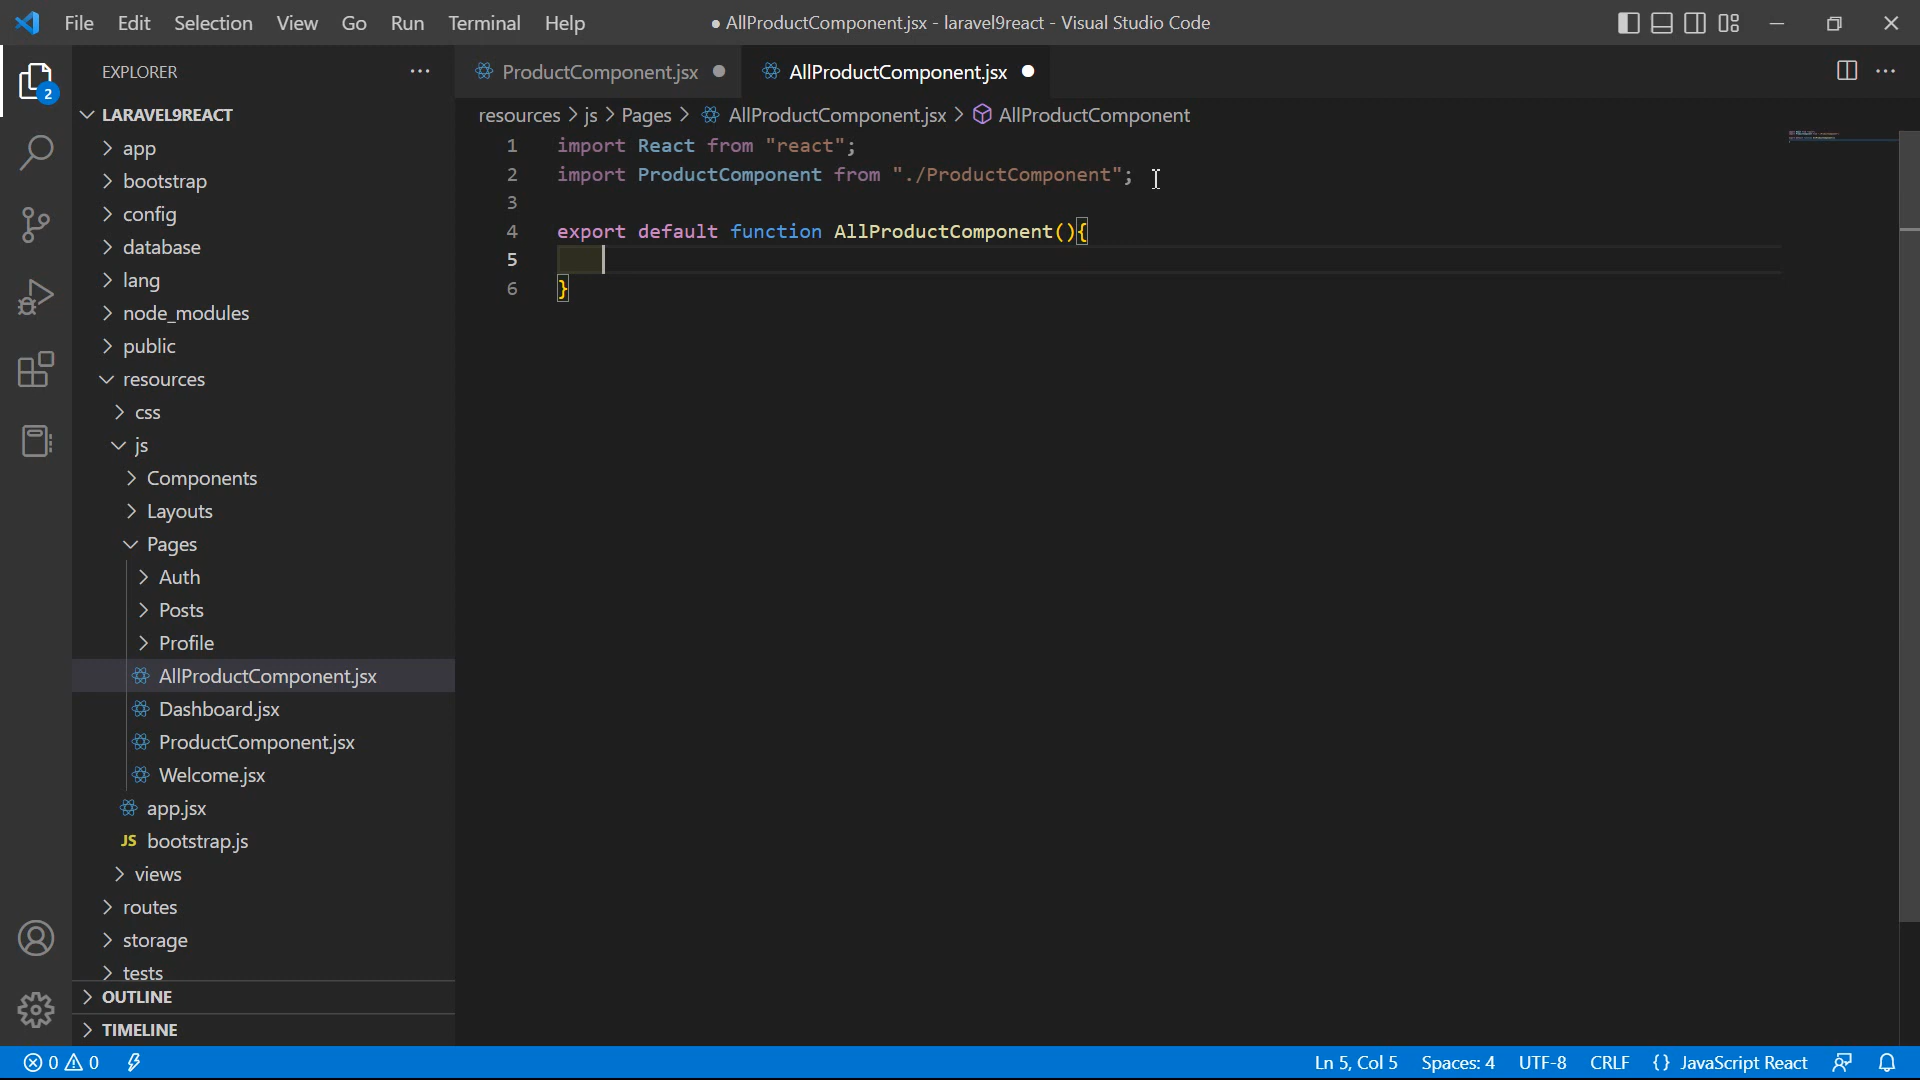 File Edit Selection View Go Run Terminal Help
● AllProductComponent.jsx - laravel9react - Visual Studio Code
EXPLORER
ProductComponent.jsx
AllProductComponent.jsx
2
LARAVEL9REACT
resources > js > Pages > AllProductComponent.jsx > AllProductComponent
app
bootstrap
config
database
lang
node_modules
public
resources
css
js
Components
Layouts
Pages
Auth
Posts
Profile
AllProductComponent.jsx
Dashboard.jsx
ProductComponent.jsx
Welcome.jsx
app.jsx
JS bootstrap.js
views
routes
storage
tests
OUTLINE
TIMELINE
1 import React from "react";
2 import ProductComponent from "./ProductComponent";
3
4 export default function AllProductComponent(){
5
6 }
0 0
Ln 5, Col 5 Spaces: 4 UTF-8 CRLF {} JavaScript React